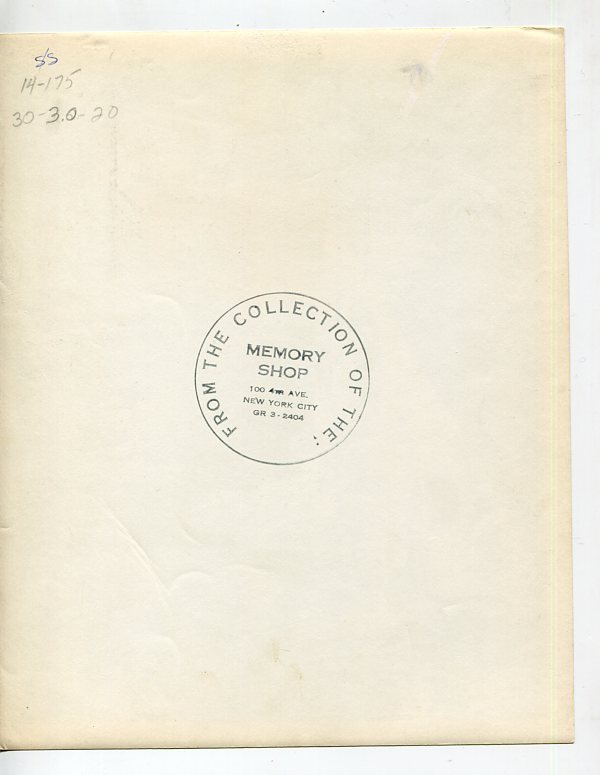 S/S
14-175
30-3.0-20
FROM THE COLLECTION OF THE:
MEMORY
SHOP
100 4TH AVE.
NEW YORK CITY
GR 3-2404